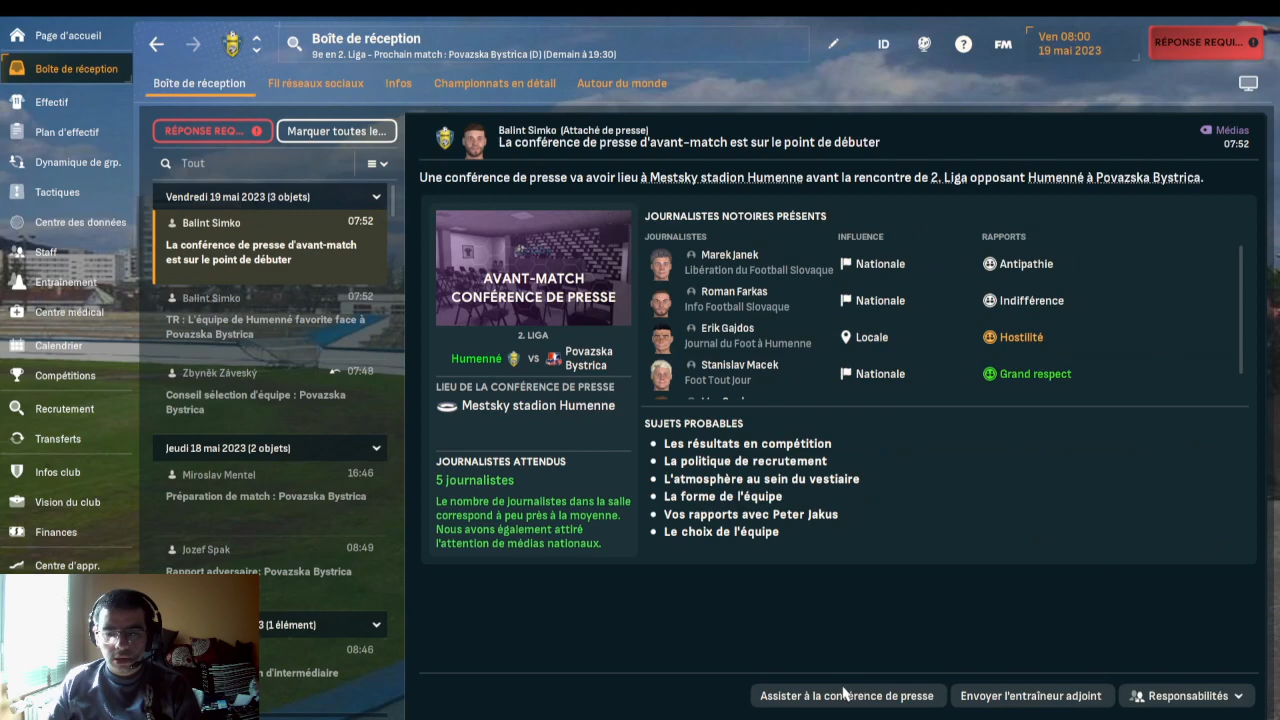 Page d'accueil
Boîte de réception
Effectif
Plan d'effectif
Dynamique de grp.
Tactiques
Centre des données
Staff
Entraînement
Centre médical
Calendrier
Compétitions
Recrutement
Transferts
Infos club
Vision du club
Finances
Centre d'appr.
Boîte de réception
9e en 2. Liga - Prochain match : Povazska Bystrica (D) (Demain à 19:30)
ID
?
FM
Ven 08:00
19 mai 2023
RÉPONSE REQUI...
Boîte de réception
Fil réseaux sociaux
Infos
Championnats en détail
Autour du monde
RÉPONSE REQ...
Marquer toutes le...
Tout
Vendredi 19 mai 2023 (3 objets)
Balint Simko 07:52
La conférence de presse d'avant-match
est sur le point de débuter
Balint Simko 07:52
TR : L'équipe de Humenné favorite face à
Povazska Bystrica
Zbyněk Záveský 07:48
Conseil sélection d'équipe : Povazska
Bystrica
Jeudi 18 mai 2023 (2 objets)
Miroslav Mentel 16:46
Préparation de match : Povazska Bystrica
Jozef Spak 08:49
Rapport adversaire: Povazska Bystrica
3 (1 élément)
08:46
d'intermédiaire
Balint Simko (Attaché de presse)
La conférence de presse d'avant-match est sur le point de débuter
Médias
07:52
Une conférence de presse va avoir lieu à Mestsky stadion Humenne avant la rencontre de 2. Liga opposant Humenné à Povazska Bystrica.
AVANT-MATCH
CONFÉRENCE DE PRESSE
2. LIGA
Humenné VS Povazska
Bystrica
LIEU DE LA CONFÉRENCE DE PRESSE
Mestsky stadion Humenne
JOURNALISTES ATTENDUS
5 journalistes
Le nombre de journalistes dans la salle
correspond à peu près à la moyenne.
Nous avons également attiré
l'attention de médias nationaux.
JOURNALISTES NOTOIRES PRÉSENTS
JOURNALISTES INFLUENCE RAPPORTS
Marek Janek
Libération du Football Slovaque
Nationale
Antipathie
Roman Farkas
Info Football Slovaque
Nationale
Indifférence
Erik Gajdos
Journal du Foot à Humenne
Locale
Hostilité
Stanislav Macek
Foot Tout Jour
Nationale
Grand respect
SUJETS PROBABLES
• Les résultats en compétition
• La politique de recrutement
• L'atmosphère au sein du vestiaire
• La forme de l'équipe
• Vos rapports avec Peter Jakus
• Le choix de l'équipe
Assister à la conférence de presse
Envoyer l'entraîneur adjoint
Responsabilités